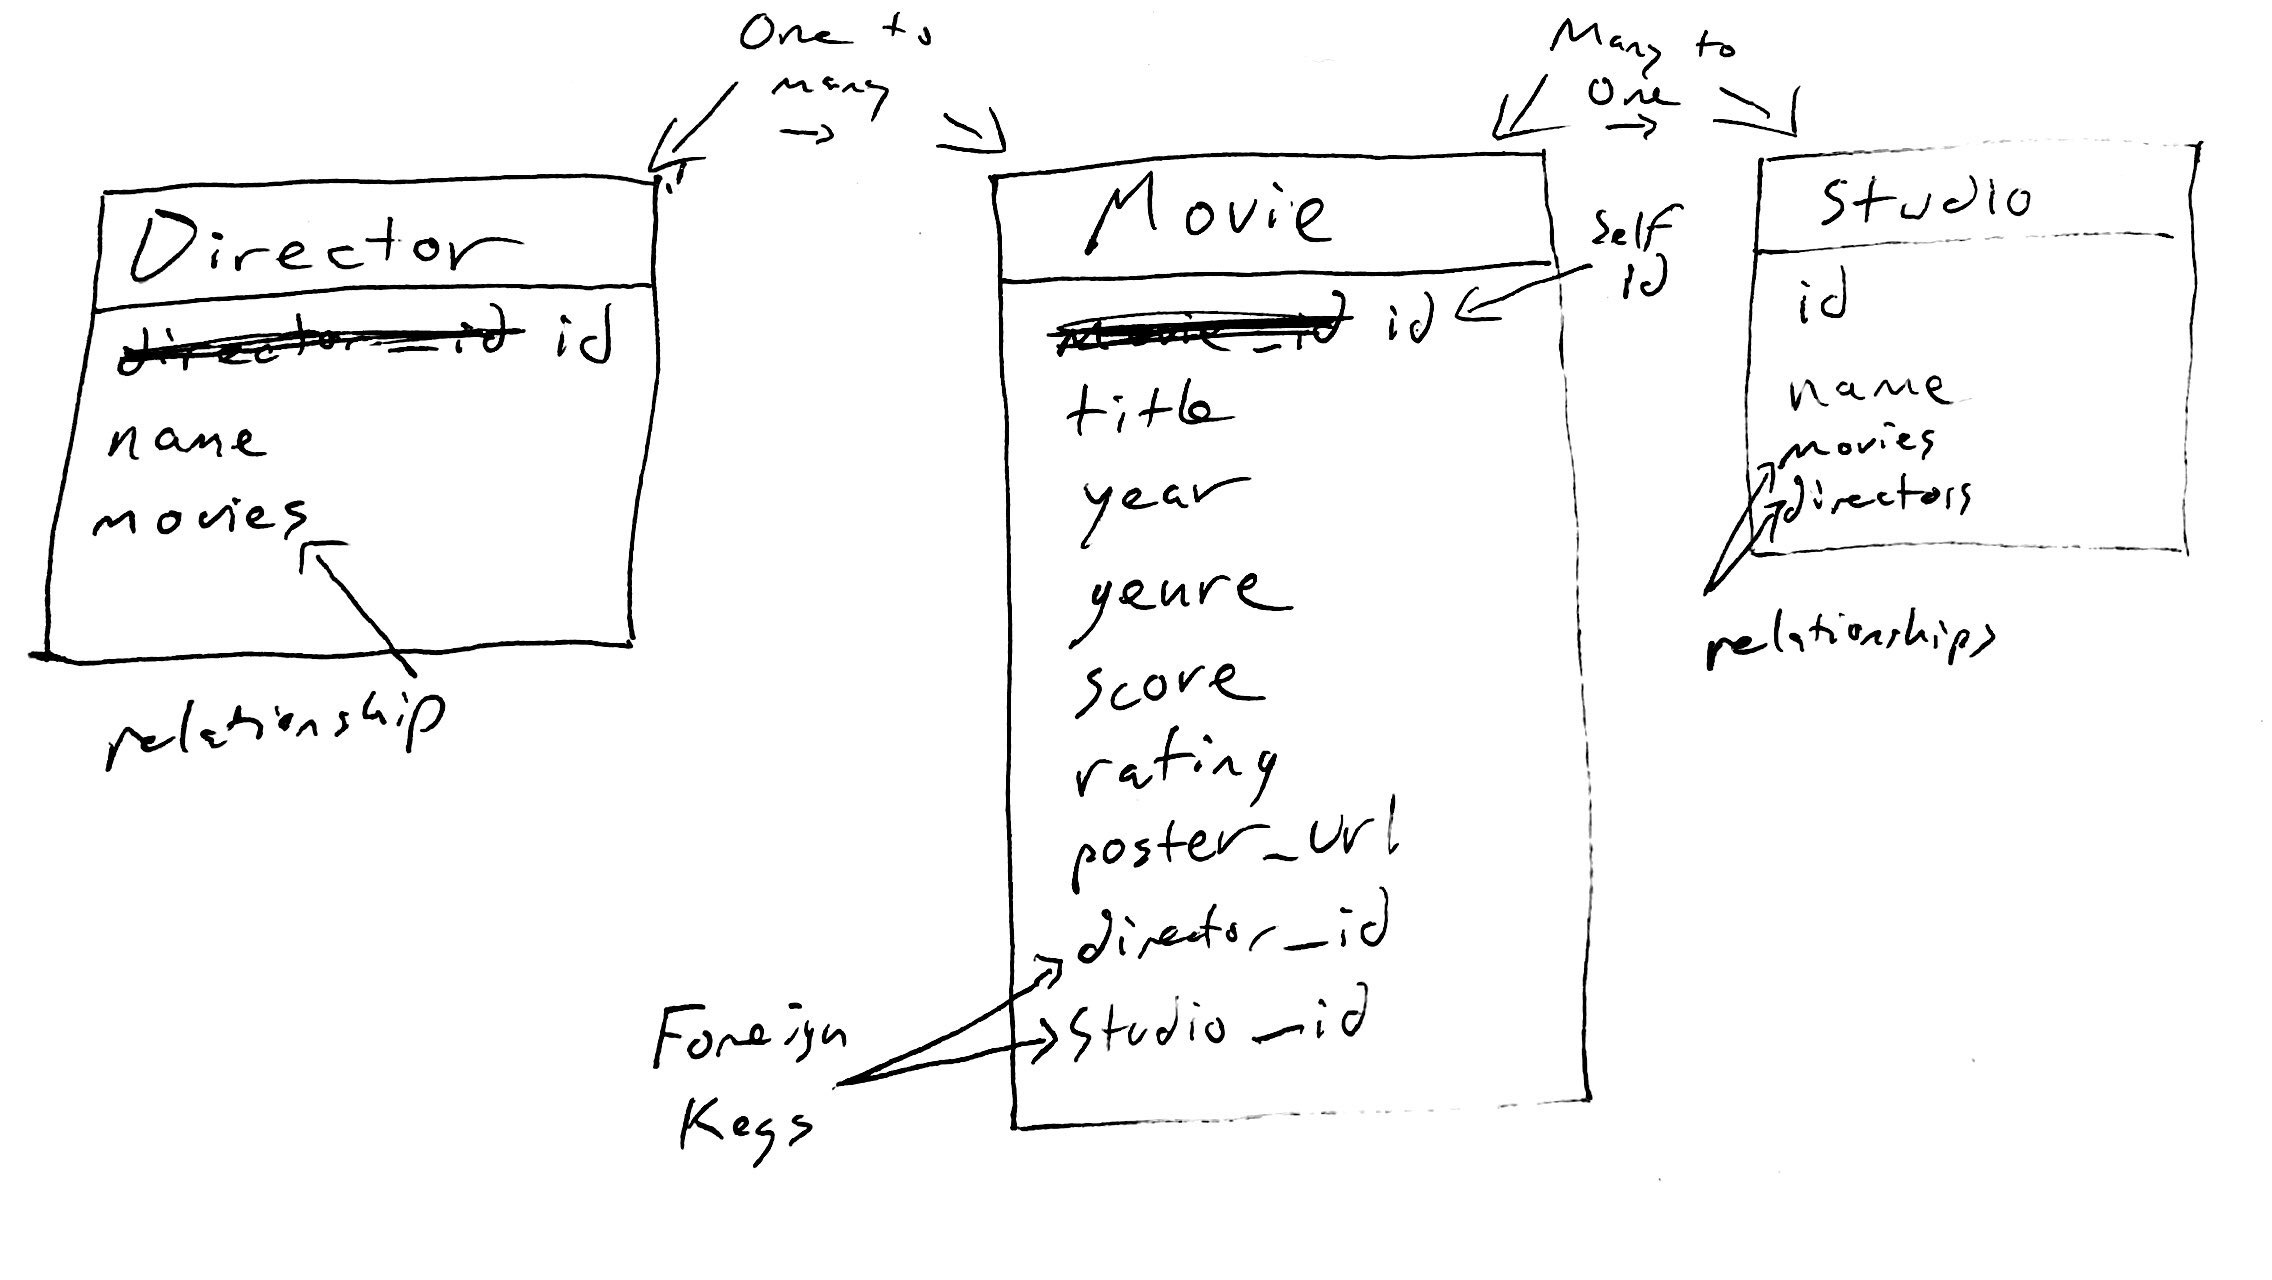 One to
many
→
Many to
One
→
Director
director_id id
name
movies
relationship
Movie
Movie_id id
Self
id
title
year
genre
score
rating
poster_url
director_id
Studio_id
Foreign
Keys
Studio
id
name
movies
directors
relationships